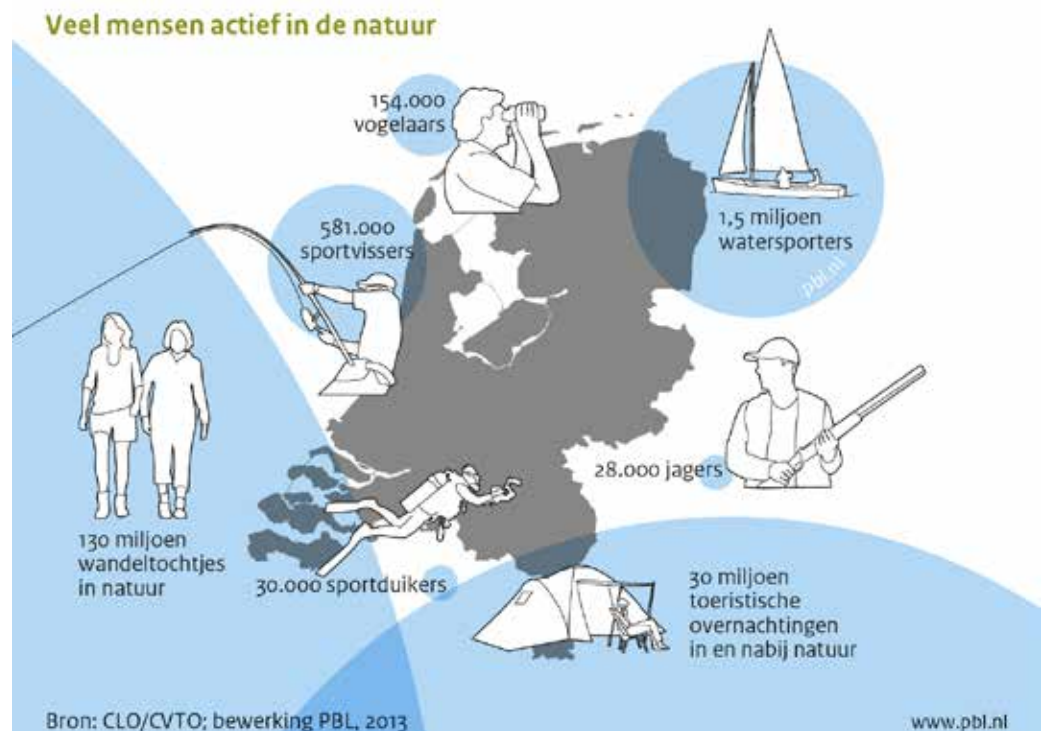 Veel mensen actief in de natuur
154.000
vogelaars
1,5 miljoen
watersporters
pbl.nl
581.000
sportvissers
28.000 jagers
130 miljoen
wandeltochtjes
in natuur
30.000 sportduikers
30 miljoen
toeristische
overnachtingen
in en nabij natuur
Bron: CLO/CVTO; bewerking PBL, 2013
www.pbl.nl